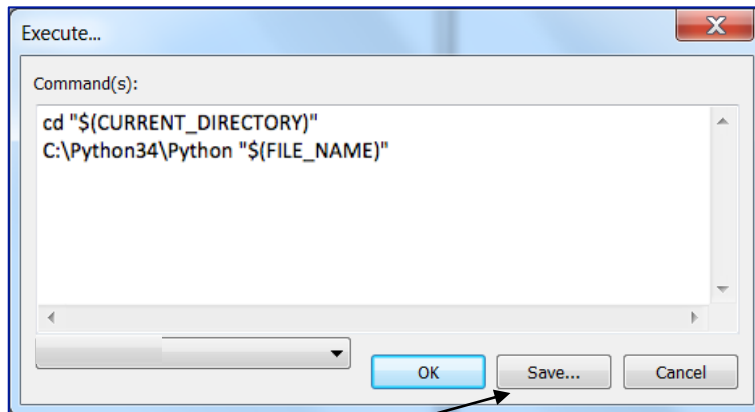 Execute...
Command(s):
cd "$(CURRENT_DIRECTORY)"
C:\Python34\Python "$(FILE_NAME)"
OK Save... Cancel